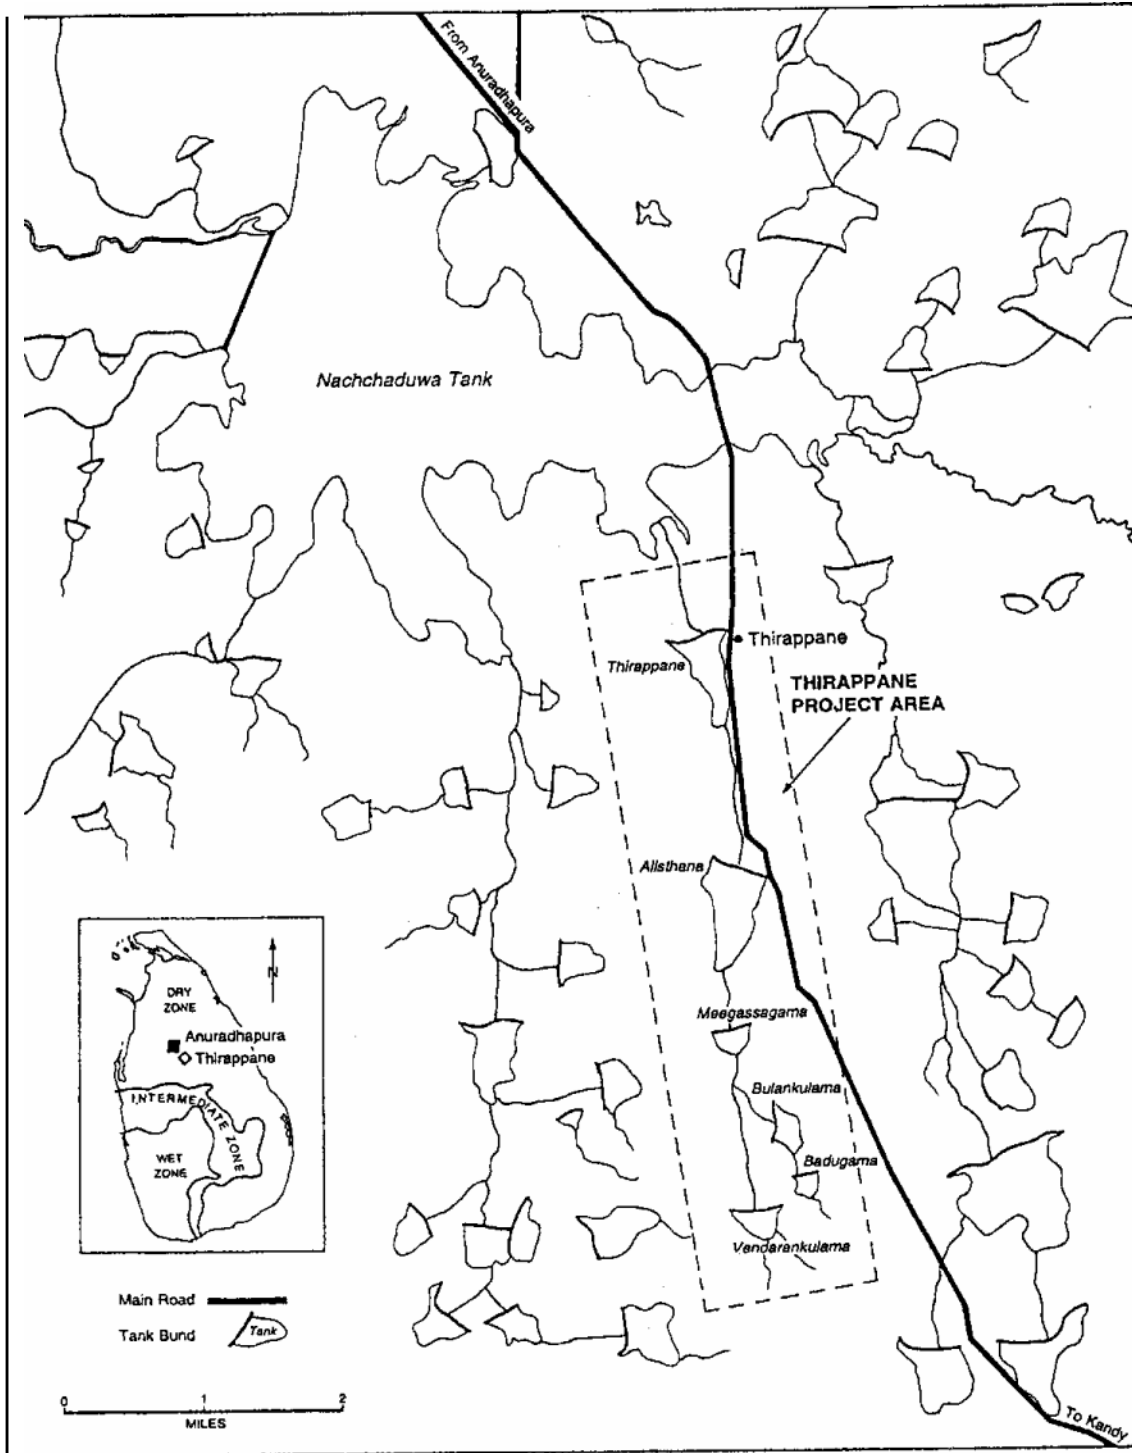 From Anuradhapura
Nachchaduwa Tank
Thirappane
Thirappane
THIRAPPANE
PROJECT AREA
Alisthana
Meegassagama
Bulankulama
Badugama
Vendarankulama
N
DRY
ZONE
Anuradhapura
Thirappane
INTERMEDIATE ZONE
WET
ZONE
Main Road
Tank Bund
Tank
0 1 2
MILES
To Kandy